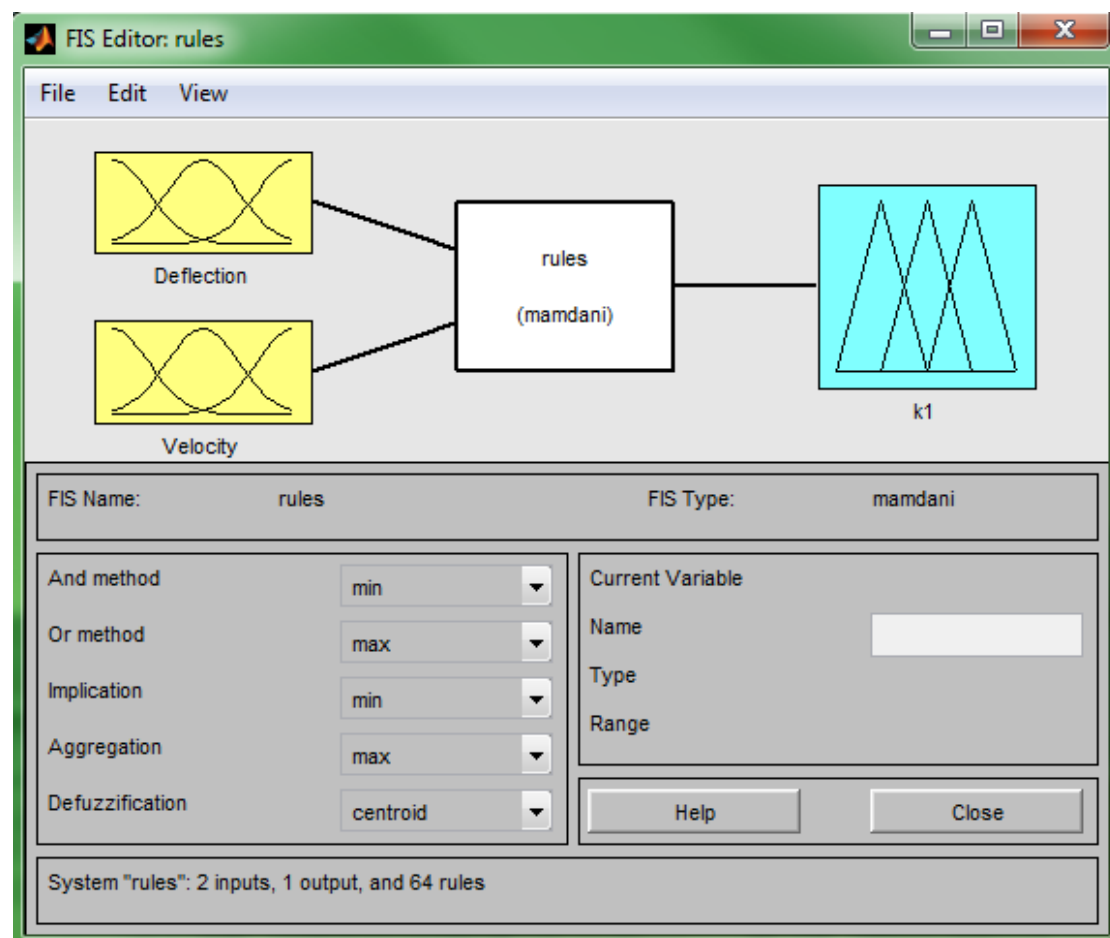 FIS Editor: rules
File Edit View
Deflection
Velocity
rules
(mamdani)
k1
FIS Name: rules FIS Type: mamdani
And method min
Or method max
Implication min
Aggregation max
Defuzzification centroid
Current Variable
Name
Type
Range
Help Close
System "rules": 2 inputs, 1 output, and 64 rules